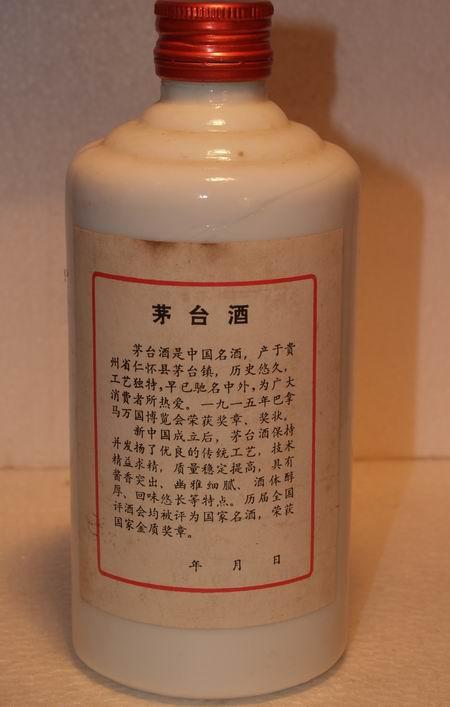 茅台酒
茅台酒是中国名酒，产于贵
州省仁怀县茅台镇，历史悠久，
工艺独特，早已驰名中外，为广大
消费者所热爱。一九一五年巴拿
马万国博览会荣获奖章、奖状。
新中国成立后，茅台酒保持
并发扬了优良的传统工艺，技术
精益求精，质量稳定提高，具有
酱香突出、幽雅细腻、酒体醇
厚、回味悠长等特点。历届全国
评酒会均被评为国家名酒，荣获
国家金质奖章。
年 月 日